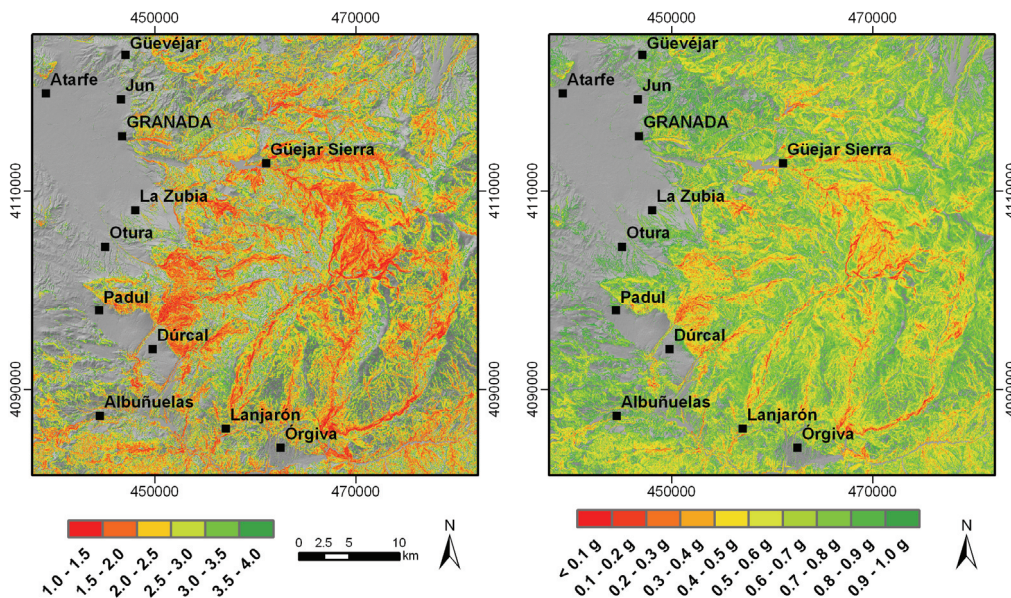 450000
470000
450000
470000
Güevéjar
Atarfe
Jun
GRANADA
Güejar Sierra
La Zubia
Otura
Padul
Dúrcal
Albuñuelas
Lanjarón
Órgiva
4110000
4090000
450000
470000
Güevéjar
Atarfe
Jun
GRANADA
Güejar Sierra
La Zubia
Otura
Padul
Dúrcal
Albuñuelas
Lanjarón
Órgiva
4110000
4090000
4110000
4090000
450000
470000
1.0 - 1.5
1.5 - 2.0
2.0 - 2.5
2.5 - 3.0
3.0 - 3.5
3.5 - 4.0
0 2.5 5 10
km
N
< 0.1 g
0.1 - 0.2 g
0.2 - 0.3 g
0.3 - 0.4 g
0.4 - 0.5 g
0.5 - 0.6 g
0.6 - 0.7 g
0.7 - 0.8 g
0.8 - 0.9 g
0.9 - 1.0 g
N